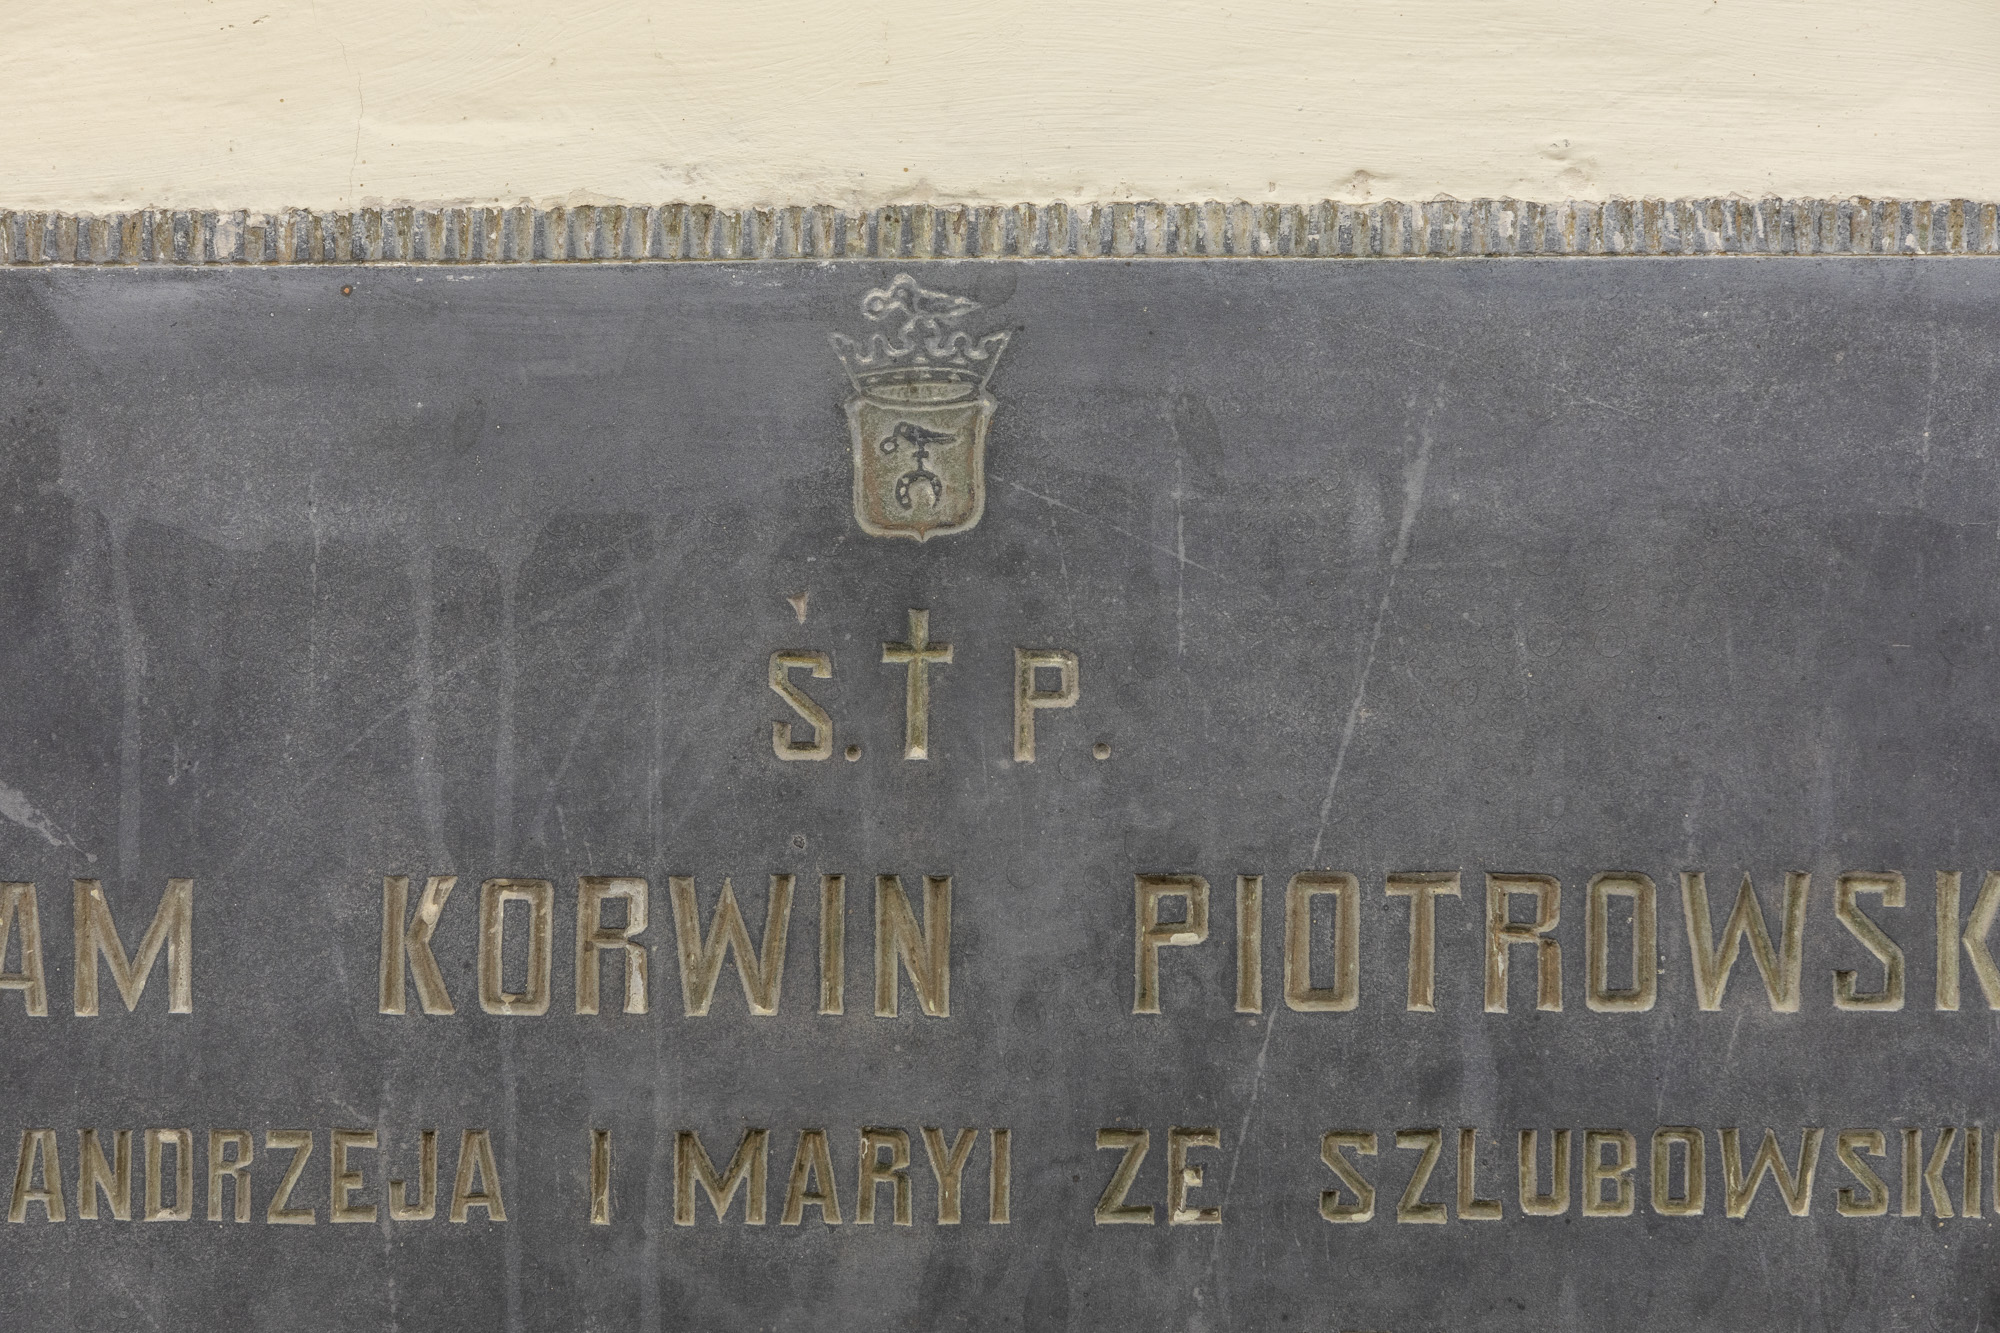 Ś. † P.
AM KORWIN PIOTROWSK
ANDRZEJA I MARYI ZE SZLUBOWSKI